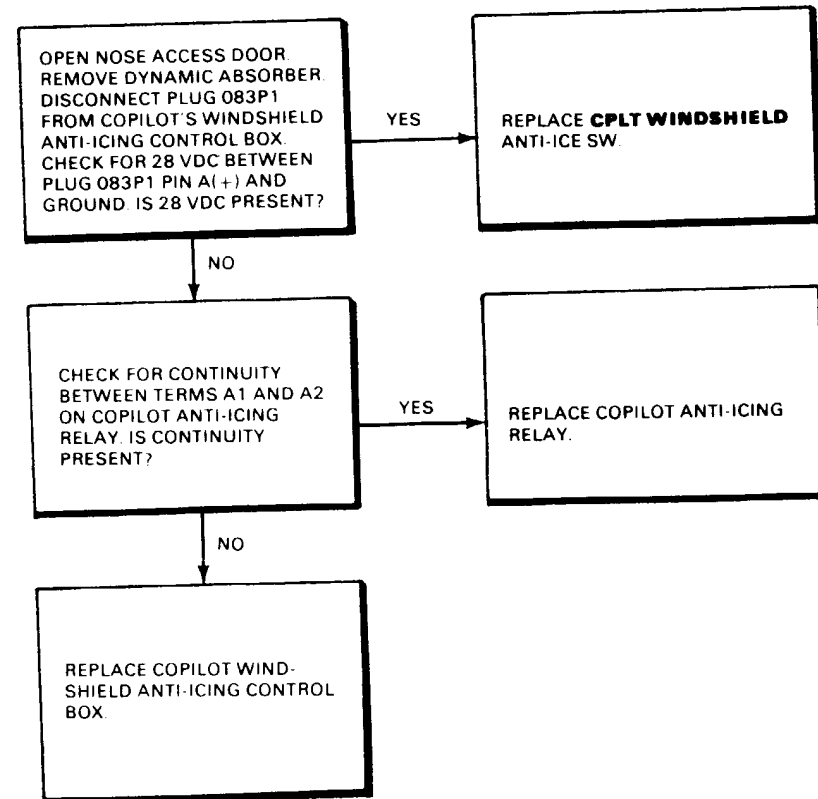 OPEN NOSE ACCESS DOOR.
REMOVE DYNAMIC ABSORBER.
DISCONNECT PLUG 083P1
FROM COPILOT'S WINDSHIELD
ANTI-ICING CONTROL BOX.
CHECK FOR 28 VDC BETWEEN
PLUG 083P1 PIN A(+) AND
GROUND. IS 28 VDC PRESENT?
YES
REPLACE CPLT WINDSHIELD
ANTI-ICE SW.
NO
CHECK FOR CONTINUITY
BETWEEN TERMS A1 AND A2
ON COPILOT ANTI-ICING
RELAY. IS CONTINUITY
PRESENT?
YES
REPLACE COPILOT ANTI-ICING
RELAY.
NO
REPLACE COPILOT WIND-
SHIELD ANTI-ICING CONTROL
BOX.